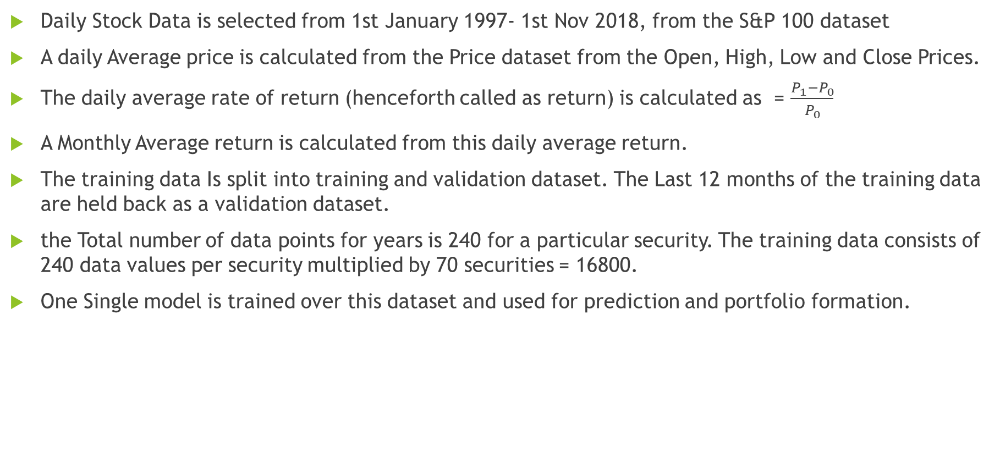 Daily Stock Data is selected from 1st January 1997- 1st Nov 2018, from the S&P 100 dataset
A daily Average price is calculated from the Price dataset from the Open, High, Low and Close Prices.
The daily average rate of return (henceforth called as return) is calculated as = \frac{P_1-P_0}{P_0}
A Monthly Average return is calculated from this daily average return.
The training data Is split into training and validation dataset. The Last 12 months of the training data
are held back as a validation dataset.
the Total number of data points for years is 240 for a particular security. The training data consists of
240 data values per security multiplied by 70 securities = 16800.
One Single model is trained over this dataset and used for prediction and portfolio formation.